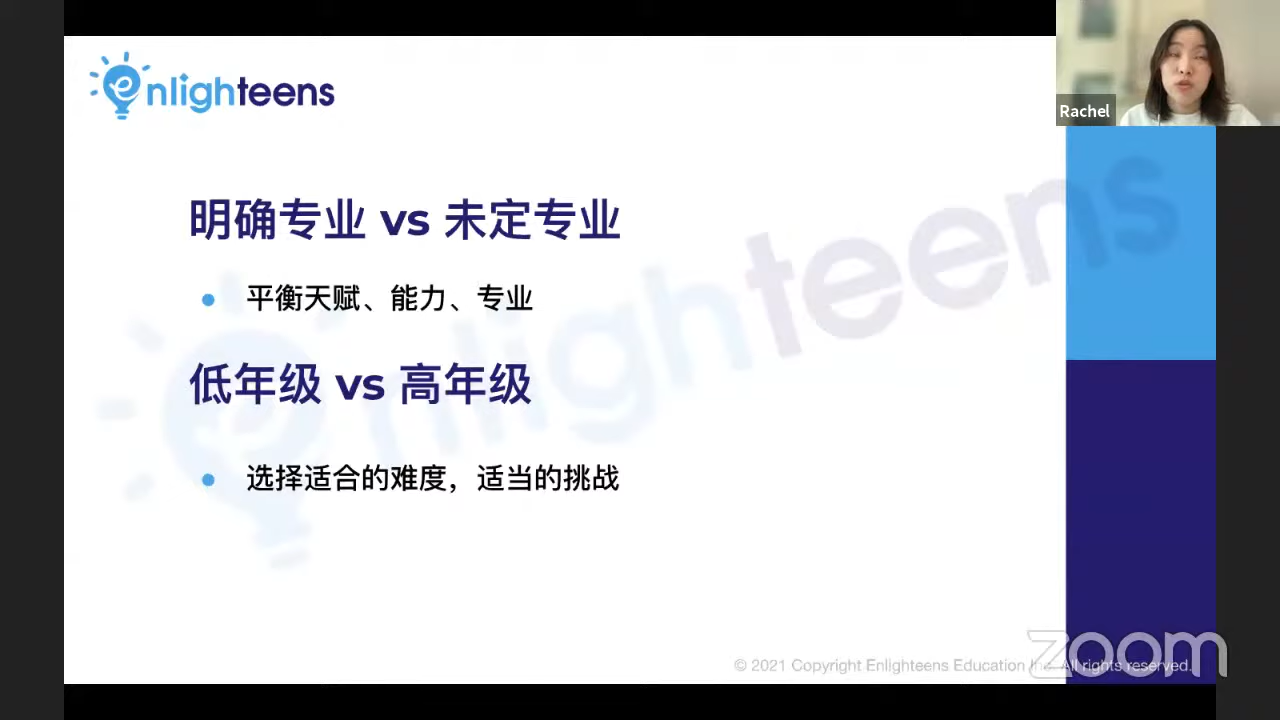 enlighteens
Rachel
明确专业 vs 未定专业
平衡天赋、能力、专业
低年级 vs 高年级
选择适合的难度，适当的挑战
enlighteens
© 2021 Copyright Enlighteens Education Inc. All rights reserved.
zoom